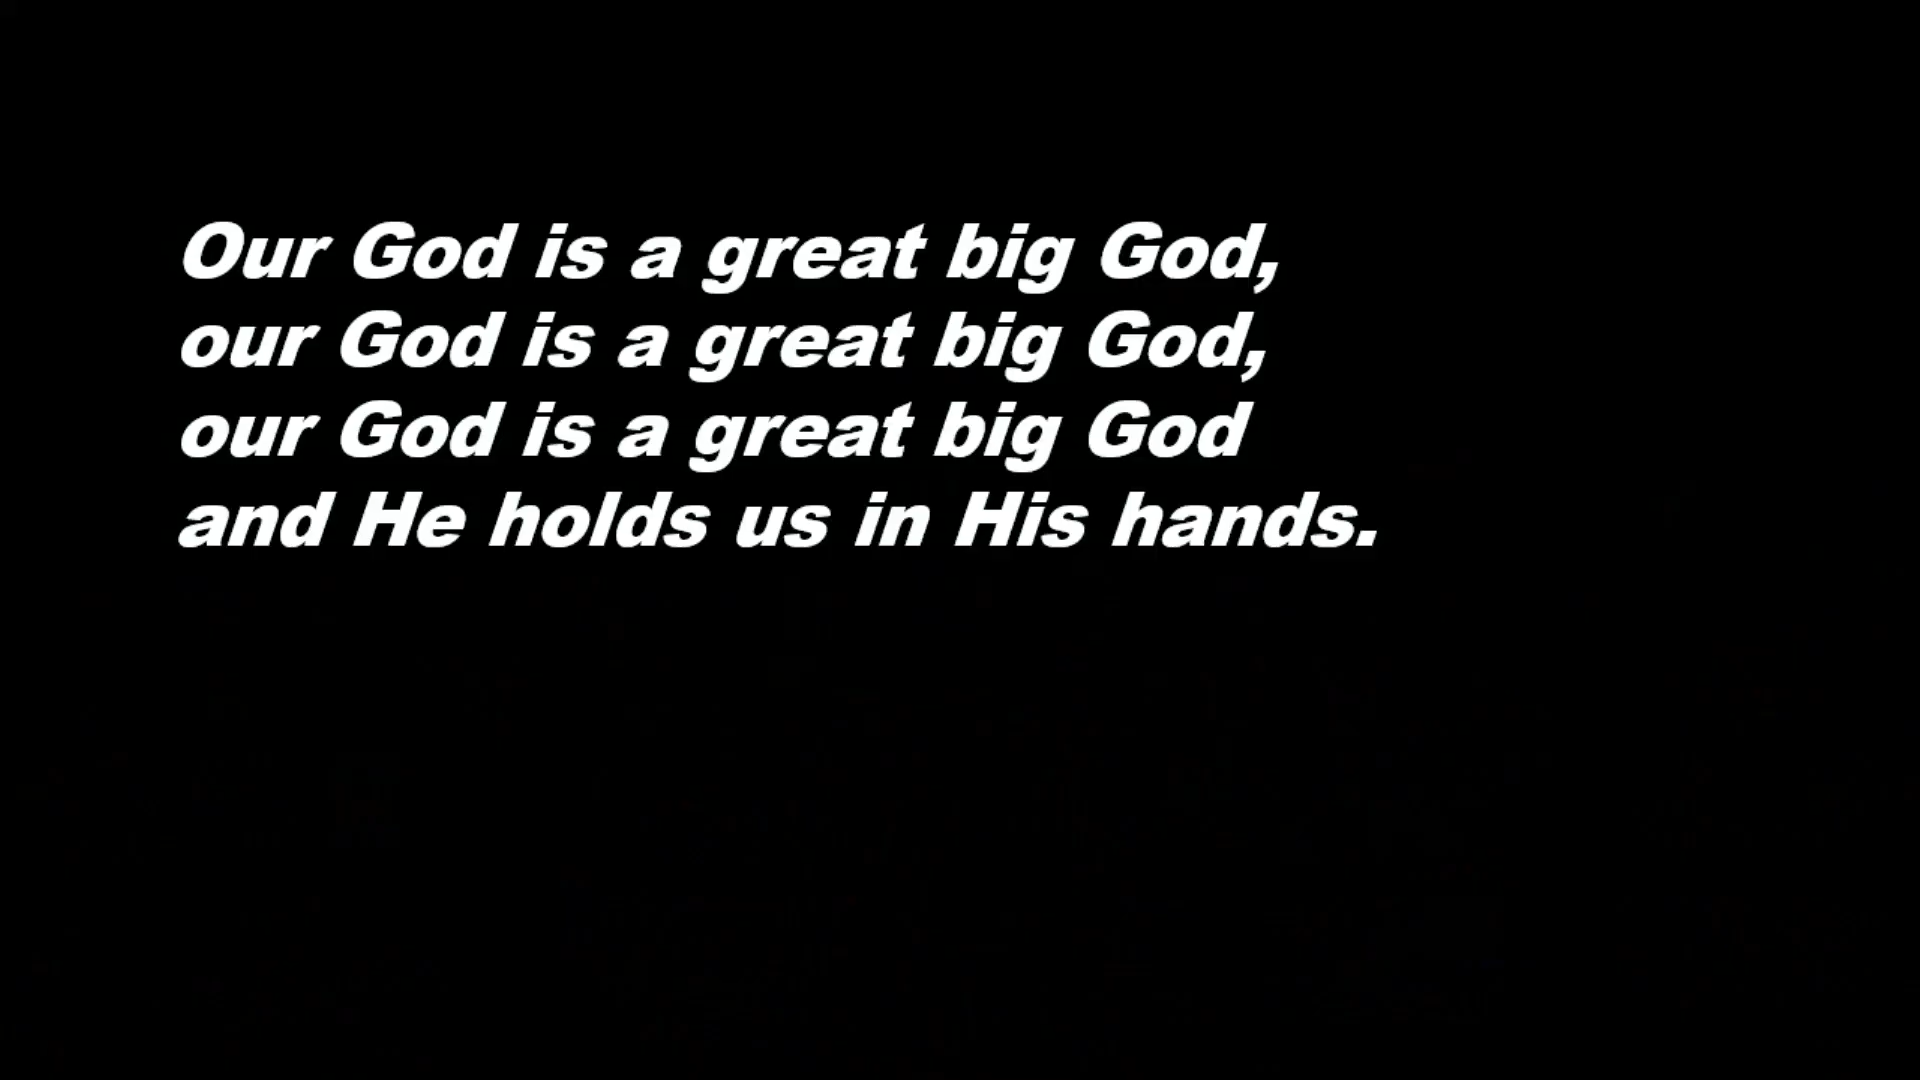 Our God is a great big God,
our God is a great big God,
our God is a great big God
and He holds us in His hands.